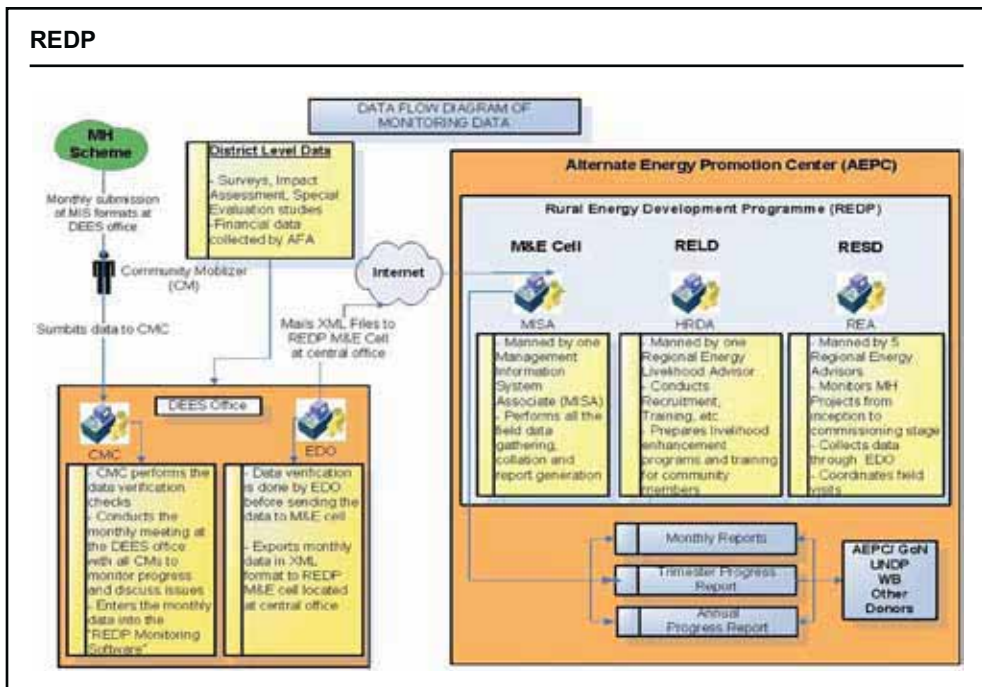 REDP
DATA FLOW DIAGRAM OF
MONITORING DATA
MH
Scheme
Monthly submission
of MIS formats at
DEES office
Community Moblizer
(CM)
Sumbits data to CMC
District Level Data
- Surveys, Impact
Assessment, Special
Evaluation studies
-Financial data
collected by AFA
Internet
Mails XML Files to
REDP M&E Cell
at central office
DEES Office
CMC
- CMC performs the
data verification
checks
- Conducts the
monthly meeting at
the DEES office
with all CMs to
monitor progress
and discuss issues
- Enters the monthly
data into the
"REDP Monitoring
Software"
EDO
- Data verification
is done by EDO
before sending the
data to M&E cell
- Exports monthly
data in XML
format to REDP
M&E cell located
at central office
Alternate Energy Promotion Center (AEPC)
Rural Energy Development Programme (REDP)
M&E Cell
MISA
- Manned by one
Management
Information
System
Associate (MISA)
- Performs all the
field data
gathering,
collation and
report generation
RELD
HRDA
- Manned by one
Regional Energy
Livelihood Advisor
- Conducts
Recruitment,
Training, etc
- Prepares livelihood
enhancement
programs and training
for community
members
RESD
REA
- Manned by 5
Regional Energy
Advisors
- Monitors MH
Projects from
inception to
commissioning stage
- Collects data
through EDO
- Coordinates field
visits
Monthly Reports
Trimester Progress
Report
Annual
Progress Report
AEPC/ GoN
UNDP
WB
Other
Donors